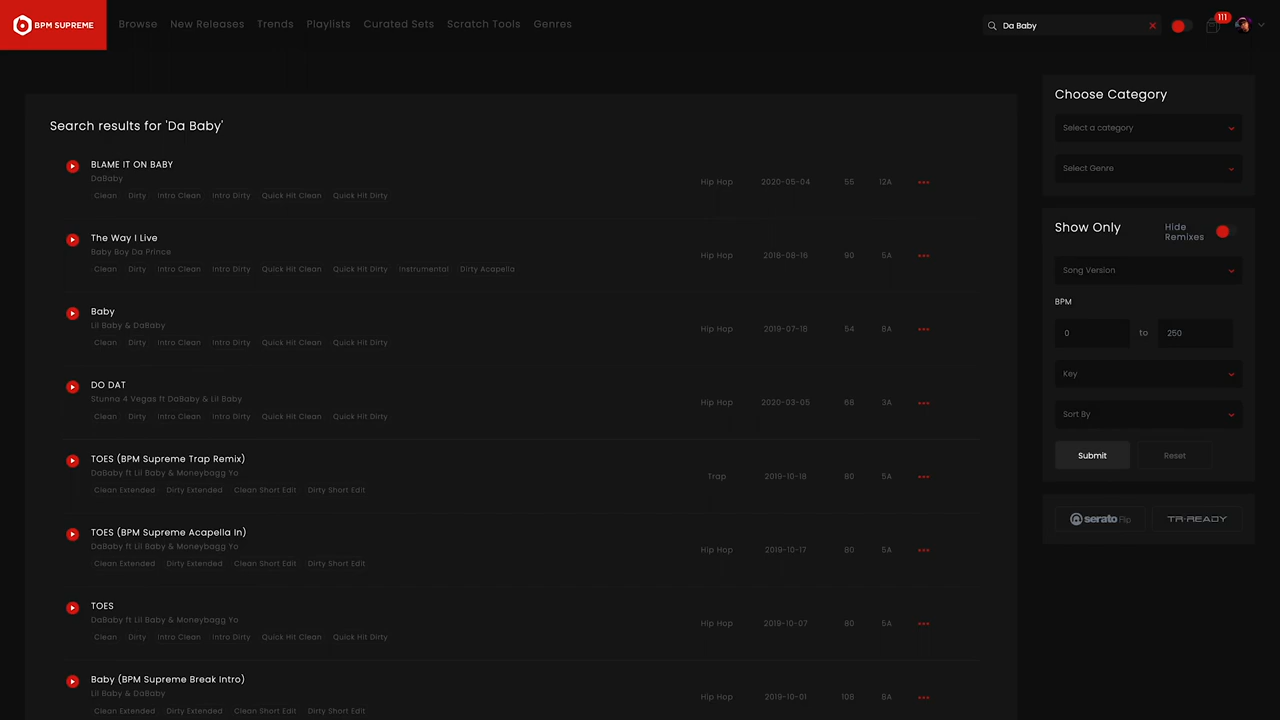 BPM SUPREME
Browse New Releases Trends Playlists Curated Sets Scratch Tools Genres
Da Baby
111
Search results for 'Da Baby'
BLAME IT ON BABY
DaBaby
Clean Dirty Intro Clean Intro Dirty Quick Hit Clean Quick Hit Dirty
Hip Hop 2020-05-04 55 12A
The Way I Live
Baby Boy Da Prince
Clean Dirty Intro Clean Intro Dirty Quick Hit Clean Quick Hit Dirty Instrumental Dirty Acapella
Hip Hop 2018-08-16 90 5A
Baby
Lil Baby & DaBaby
Clean Dirty Intro Clean Intro Dirty Quick Hit Clean Quick Hit Dirty
Hip Hop 2019-07-15 54 8A
DO DAT
Stunna 4 Vegas ft DaBaby & Lil Baby
Clean Dirty Intro Clean Intro Dirty Quick Hit Clean Quick Hit Dirty
Hip Hop 2020-03-05 68 3A
TOES (BPM Supreme Trap Remix)
DaBaby ft Lil Baby & Moneybagg Yo
Clean Extended Dirty Extended Clean Short Edit Dirty Short Edit
Trap 2019-10-18 80 5A
TOES (BPM Supreme Acapella In)
DaBaby ft Lil Baby & Moneybagg Yo
Clean Extended Dirty Extended Clean Short Edit Dirty Short Edit
Hip Hop 2019-10-17 80 5A
TOES
DaBaby ft Lil Baby & Moneybagg Yo
Clean Dirty Intro Clean Intro Dirty Quick Hit Clean Quick Hit Dirty
Hip Hop 2019-10-07 80 5A
Baby (BPM Supreme Break Intro)
Lil Baby & DaBaby
Clean Extended Dirty Extended Clean Short Edit Dirty Short Edit
Hip Hop 2019-10-01 108 8A
Choose Category
Select a category
Select Genre
Show Only
Hide
Remixes
Song Version
BPM
0 to 250
Key
Sort By
Submit Reset
serato Flip TR-READY